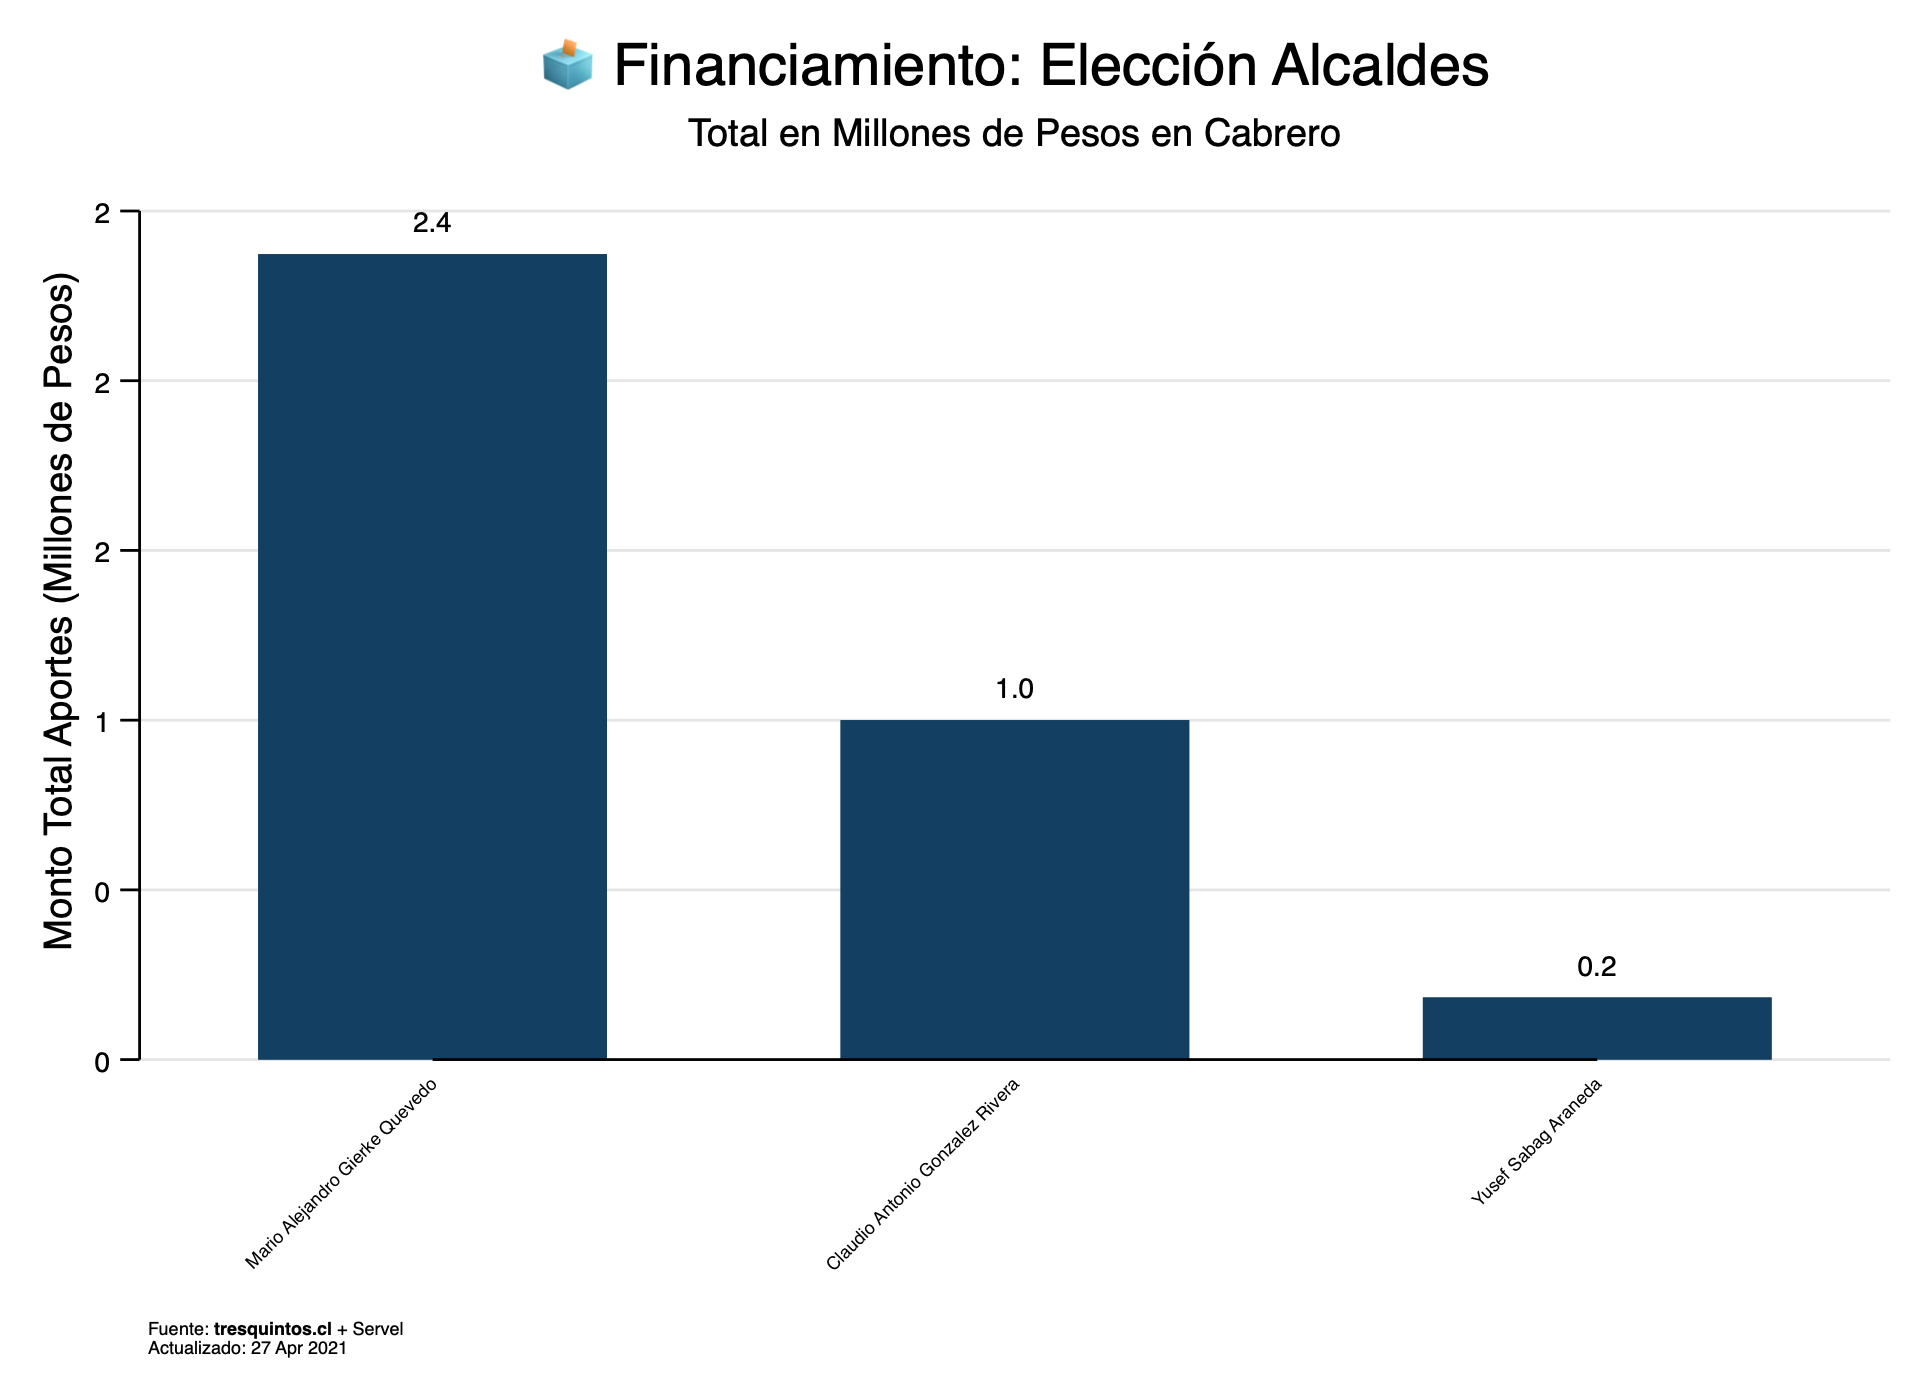 Financiamiento: Elección Alcaldes
Total en Millones de Pesos en Cabrero
Monto Total Aportes (Millones de Pesos)
2
2
2
1
0
0
2.4
1.0
0.2
Mario Alejandro Gierke Quevedo
Claudio Antonio Gonzalez Rivera
Yusef Sabag Araneda
Fuente: tresquintos.cl + Servel
Actualizado: 27 Apr 2021